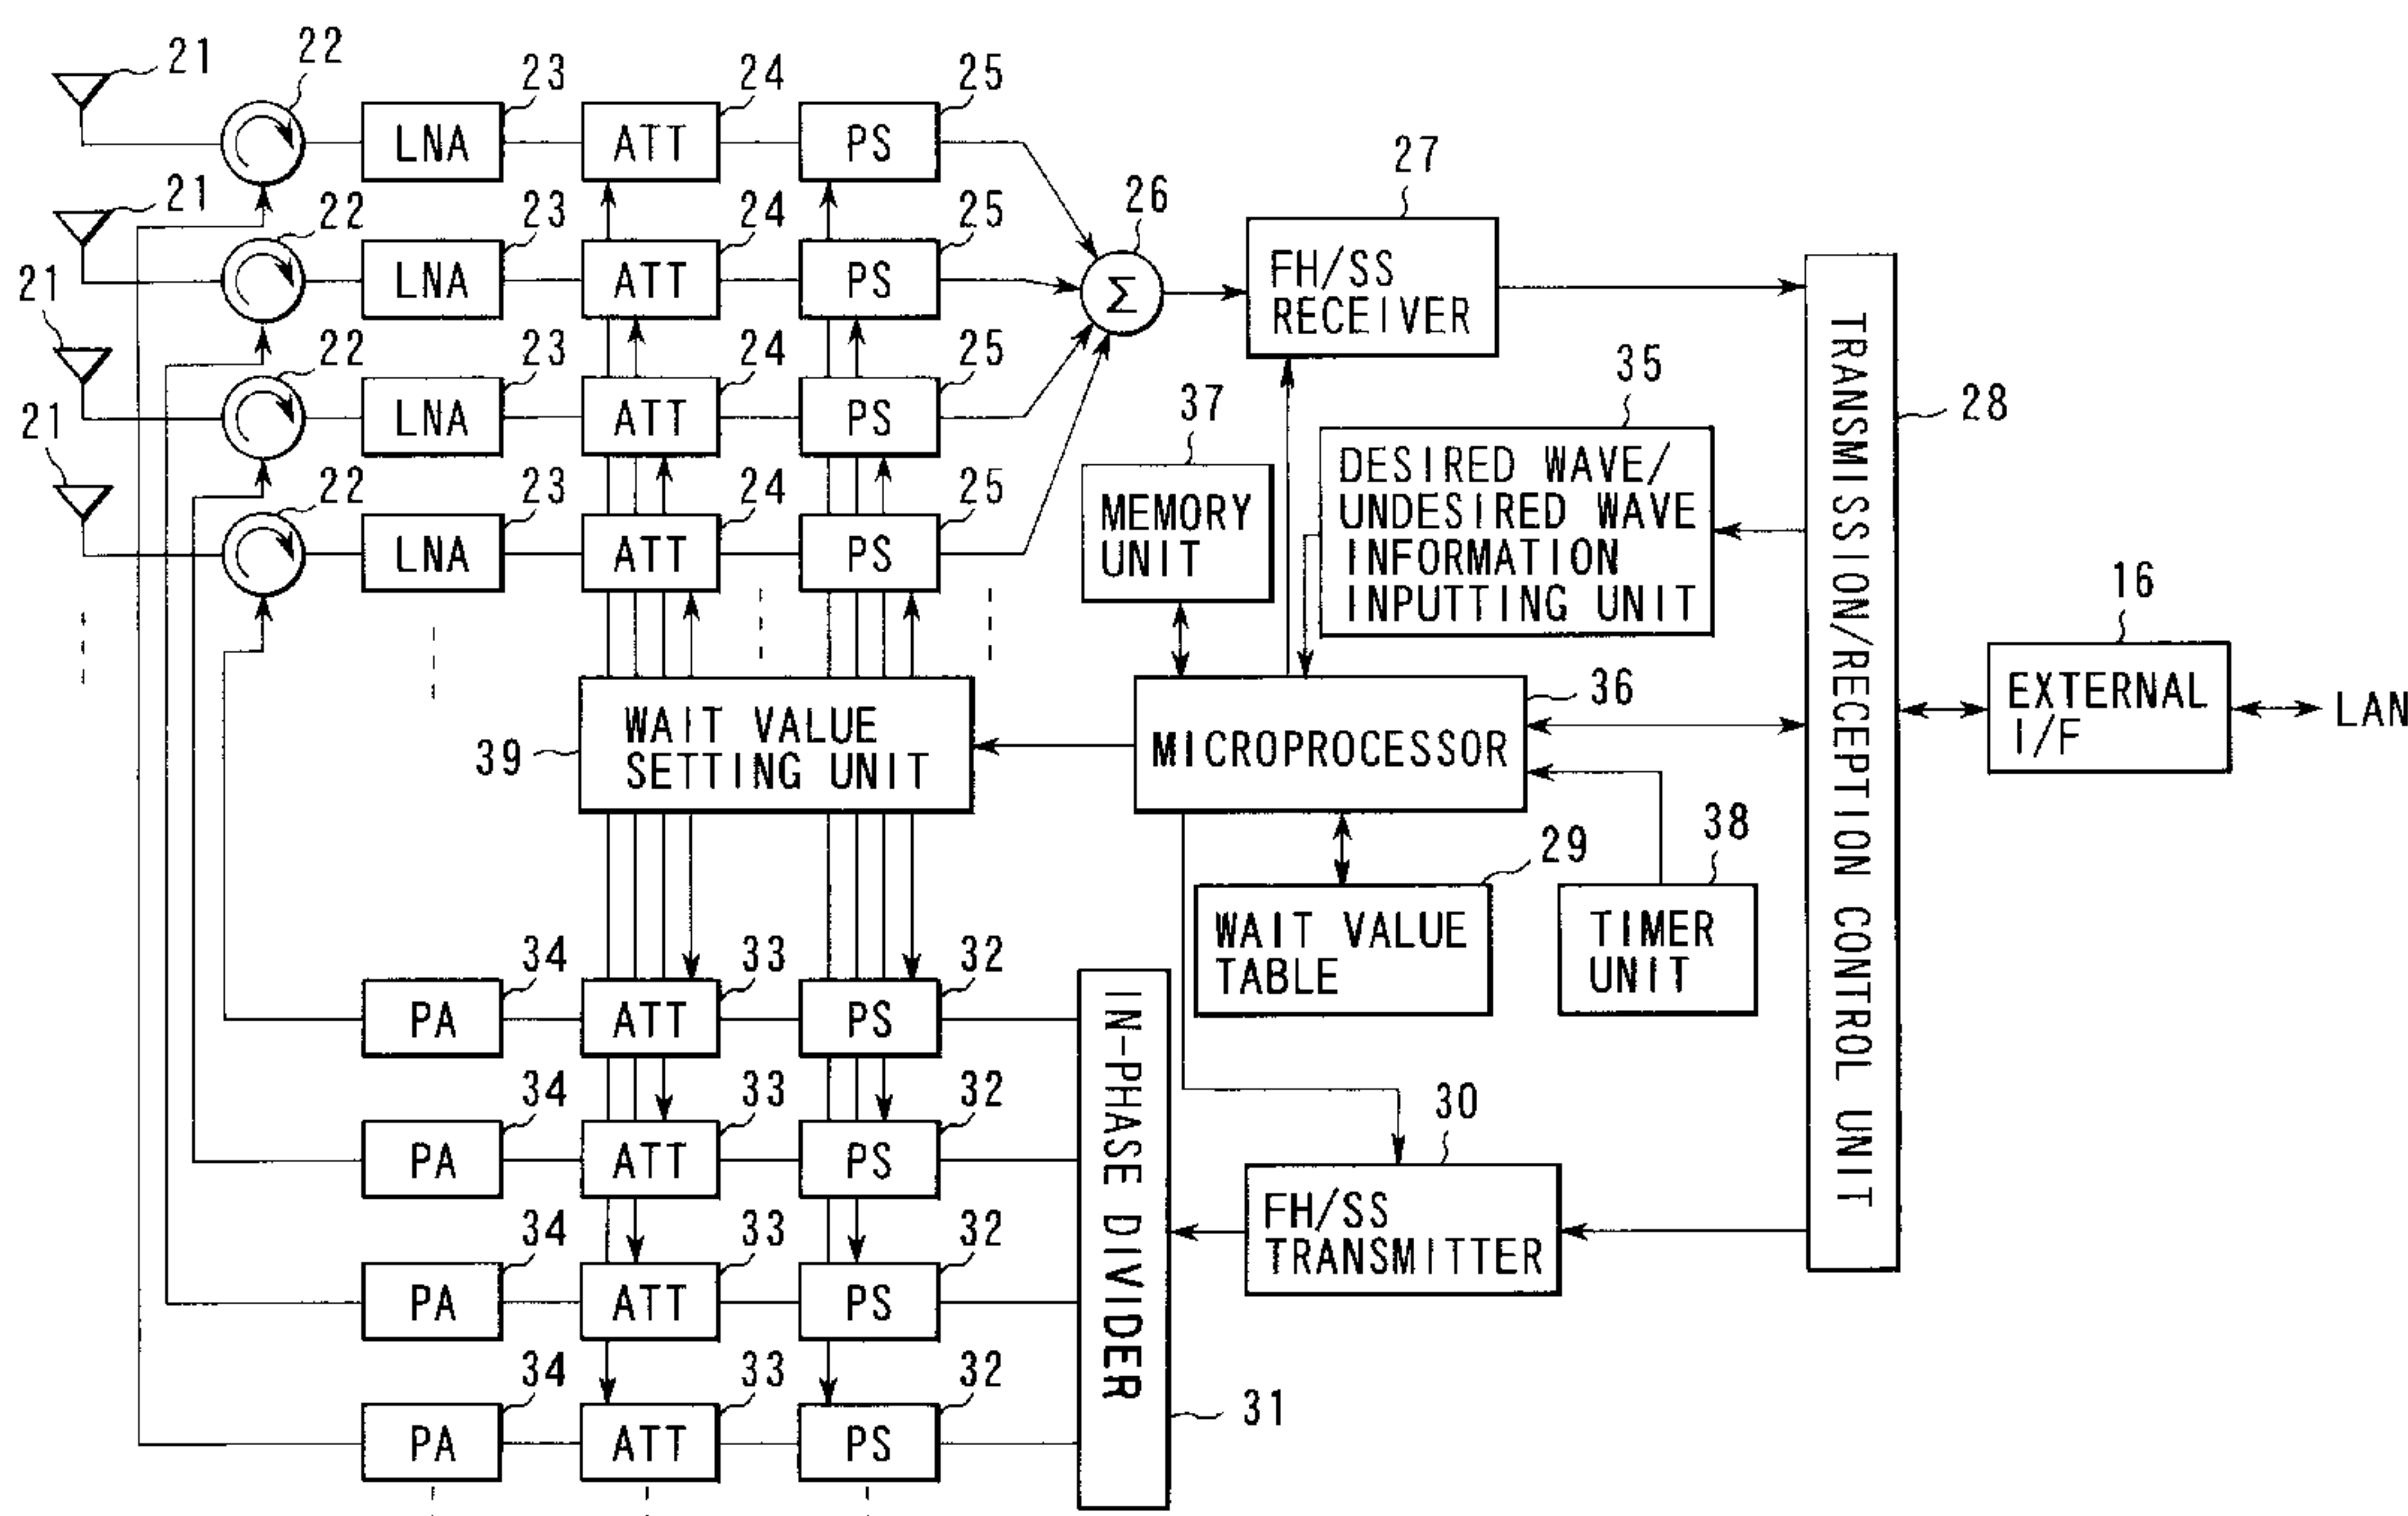 21
22
23
24
25
LNA
ATT
PS
21
22
23
24
25
LNA
ATT
PS
26
Σ
27
FH/SS
RECEIVER
21
22
23
24
25
LNA
ATT
PS
21
22
23
24
25
LNA
ATT
PS
37
MEMORY
UNIT
35
DESIRED WAVE/
UNDESIRED WAVE
INFORMATION
INPUTTING UNIT
28
TRANSMISSION/RECEPTION CONTROL UNIT
16
EXTERNAL
I/F
LAN
39
WAIT VALUE
SETTING UNIT
36
MICROPROCESSOR
29
WAIT VALUE
TABLE
38
TIMER
UNIT
34
33
32
PA
ATT
PS
34
33
32
PA
ATT
PS
34
33
32
PA
ATT
PS
34
33
32
PA
ATT
PS
IN-PHASE DIVIDER
31
30
FH/SS
TRANSMITTER